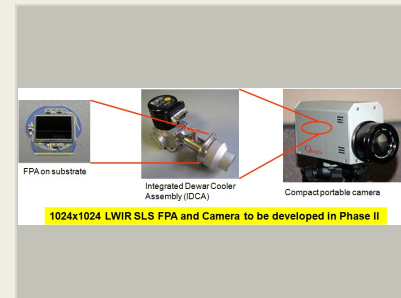 FPA on substrate
Integrated Dewar Cooler
Assembly (IDCA)
Compact portable camera
1024x1024 LWIR SLS FPA and Camera to be developed in Phase II